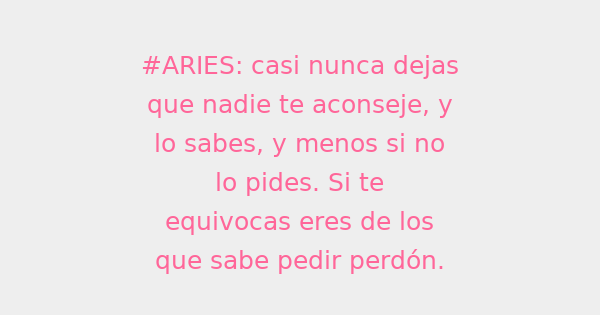 #ARIES: casi nunca dejas
que nadie te aconseje, y
lo sabes, y menos si no
lo pides. Si te
equivocas eres de los
que sabe pedir perdón.